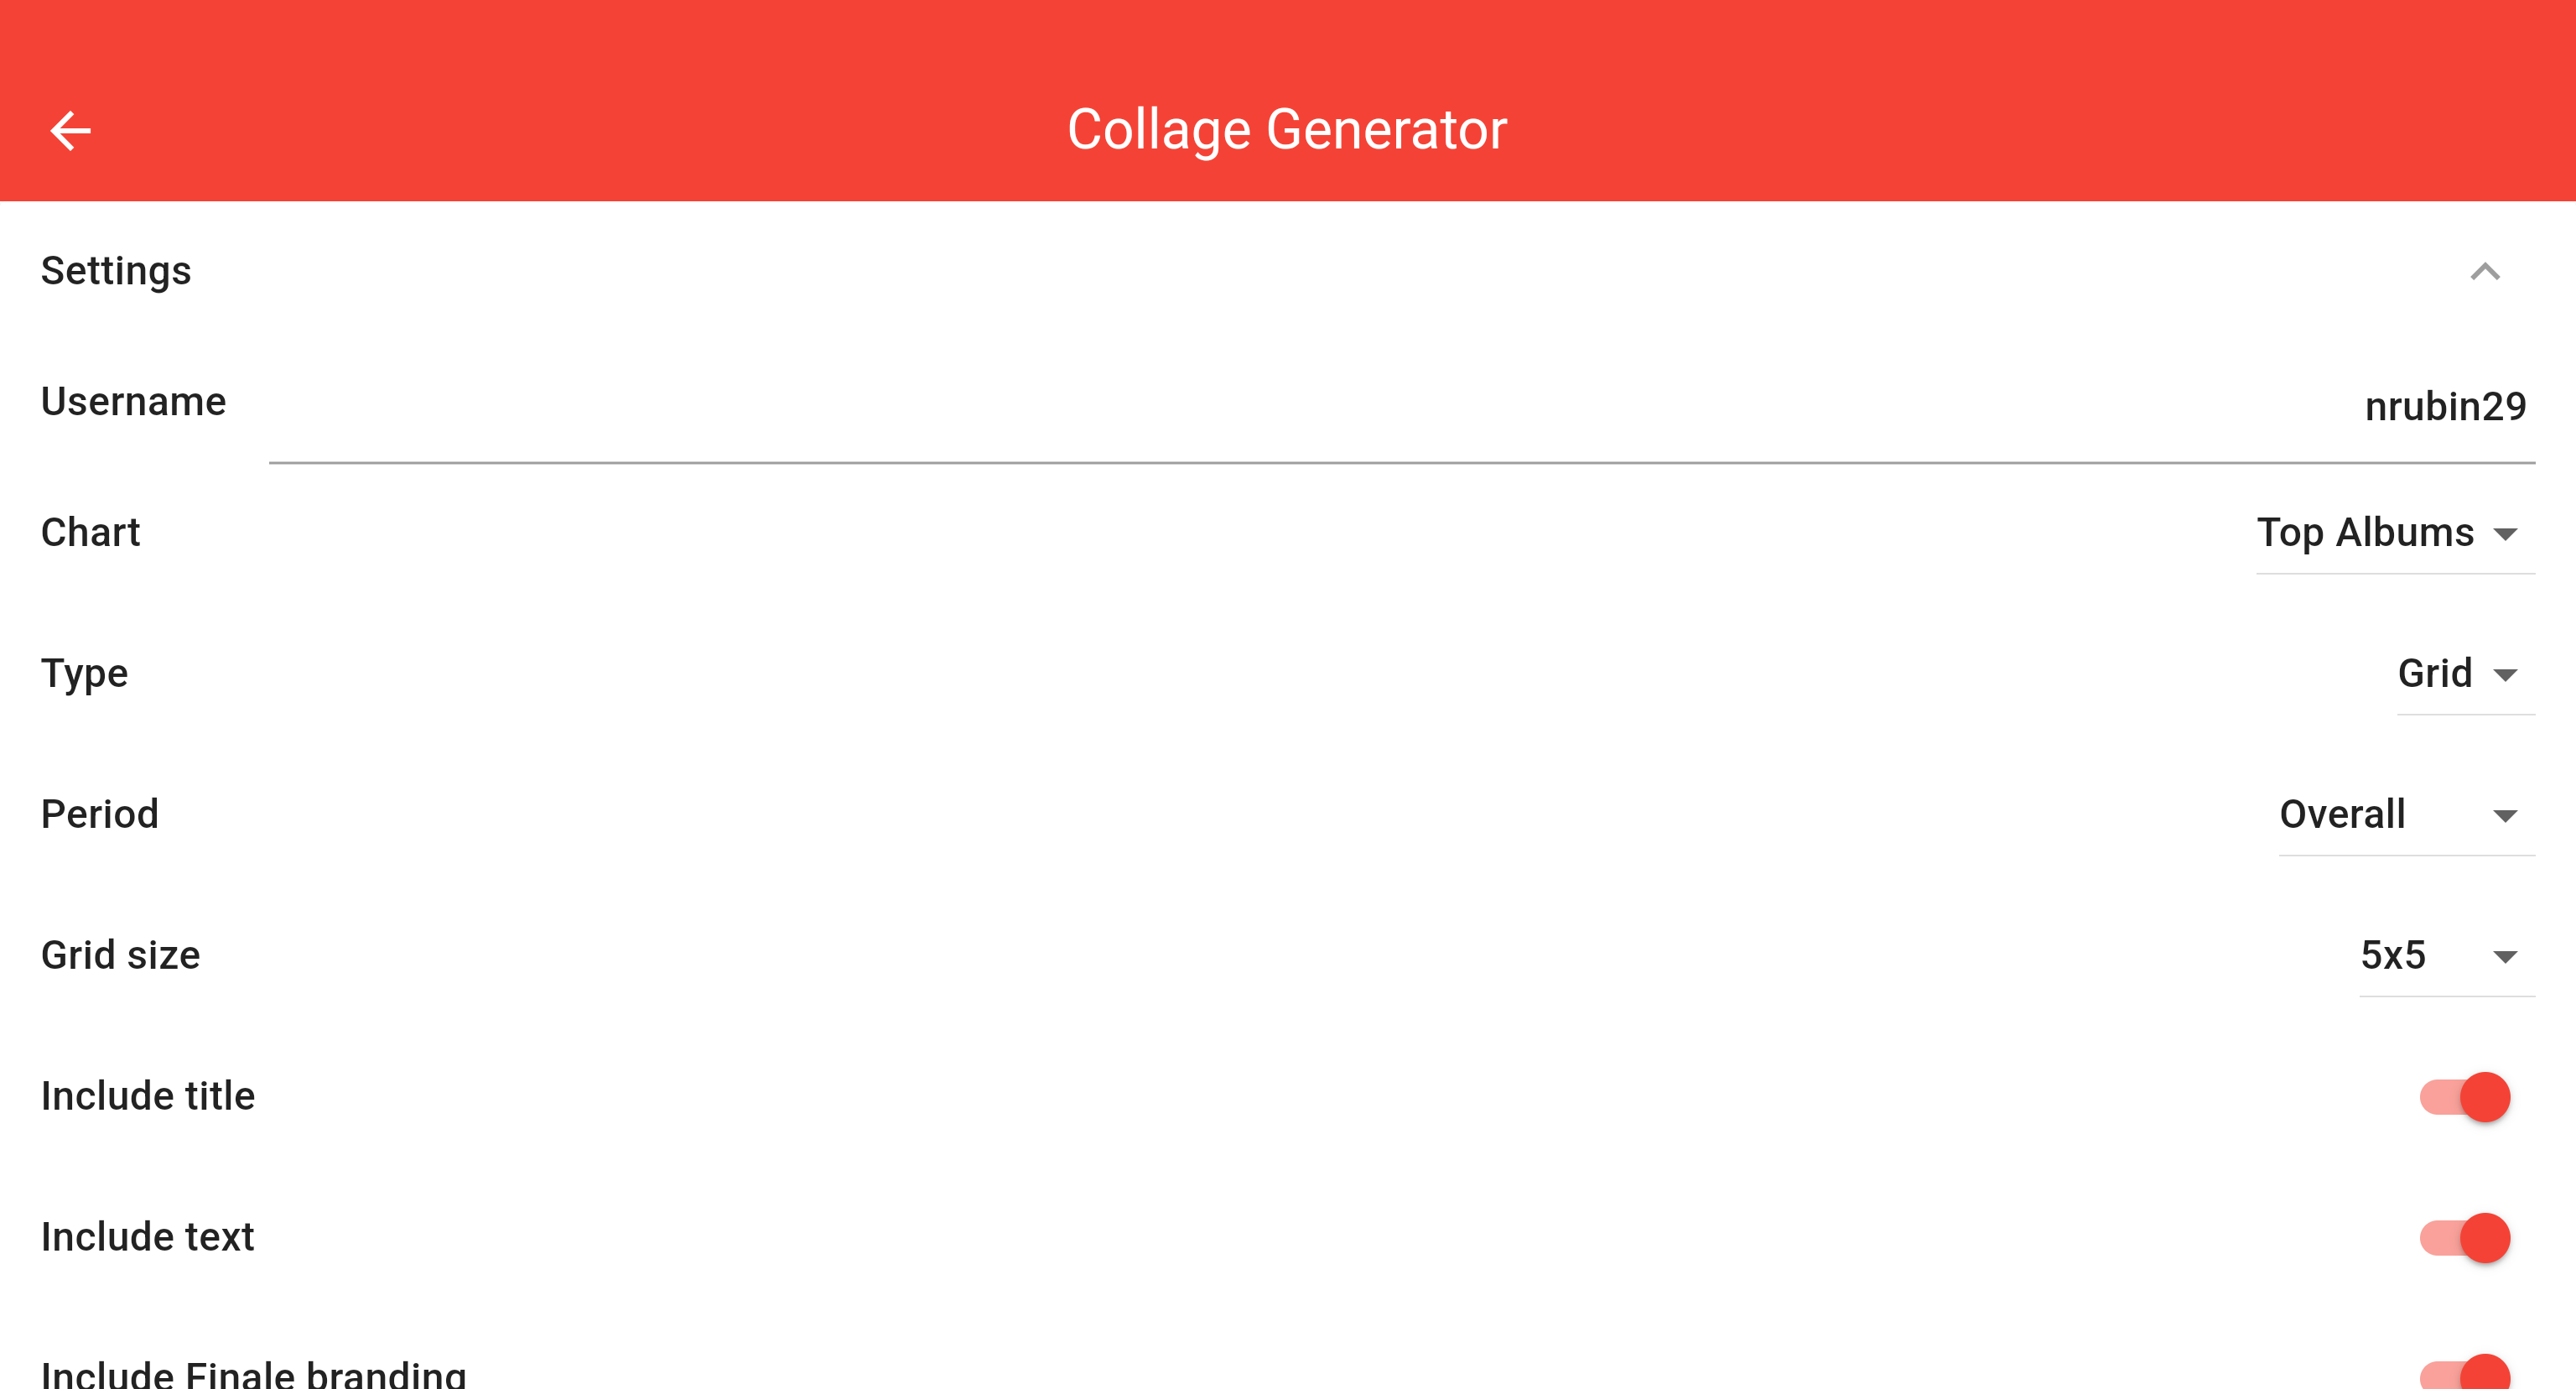 Collage Generator
Settings
Username nrubin29
Chart Top Albums
Type Grid
Period Overall
Grid size 5x5
Include title
Include text
Include Finale branding